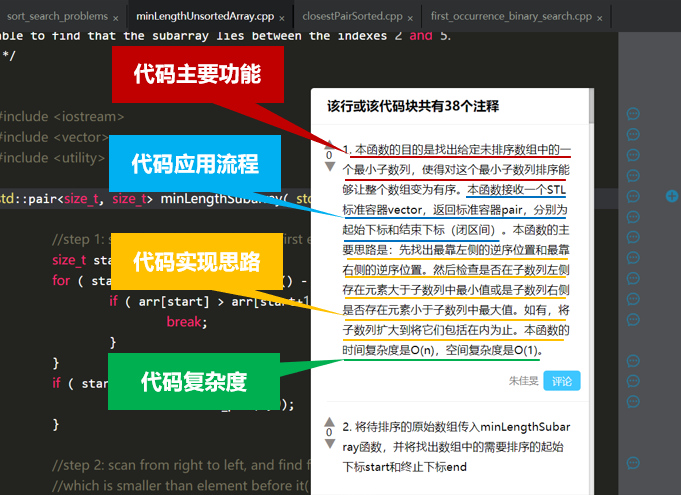 sort_search_problems
minLengthUnsortedArray.cpp
closestPairSorted.cpp
first_occurrence_binary_search.cpp
able to find that the subarray lies between the indexes 2 and 5.
*/
代码主要功能
#include <iostream>
#include <vector>
#include <utility>
代码应用流程
std::pair<size_t, size_t> minLengthSubarray( st
//step 1: s
irst e
代码实现思路
size_t sta
for ( sta
() -
if ( arr[start] > arr[start+1
break;
}
}
代码复杂度
if ( star
);
}
//step 2: scan from right to left, and find f
//which is smaller than element before it(
该行或该代码块共有38个注释
0
1. 本函数的目的是找出给定未排序数组中的一
个最小子数列，使得对这个最小子数列排序能
够让整个数组变为有序。本函数接收一个STL
标准容器vector，返回标准容器pair，分别为
起始下标和结束下标（闭区间）。本函数的主
要思路是：先找出最靠左侧的逆序位置和最靠
右侧的逆序位置。然后检查是否在子数列左侧
存在元素大于子数列中最小值或是子数列右侧
是否存在元素小于子数列中最大值。如有，将
子数列扩大到将它们包括在内为止。本函数的
时间复杂度是O(n)，空间复杂度是O(1)。
朱佳雯 评论
0
2. 将待排序的原始数组传入minLengthSubar
ray函数，并将找出数组中的需要排序的起始
下标start和终止下标end